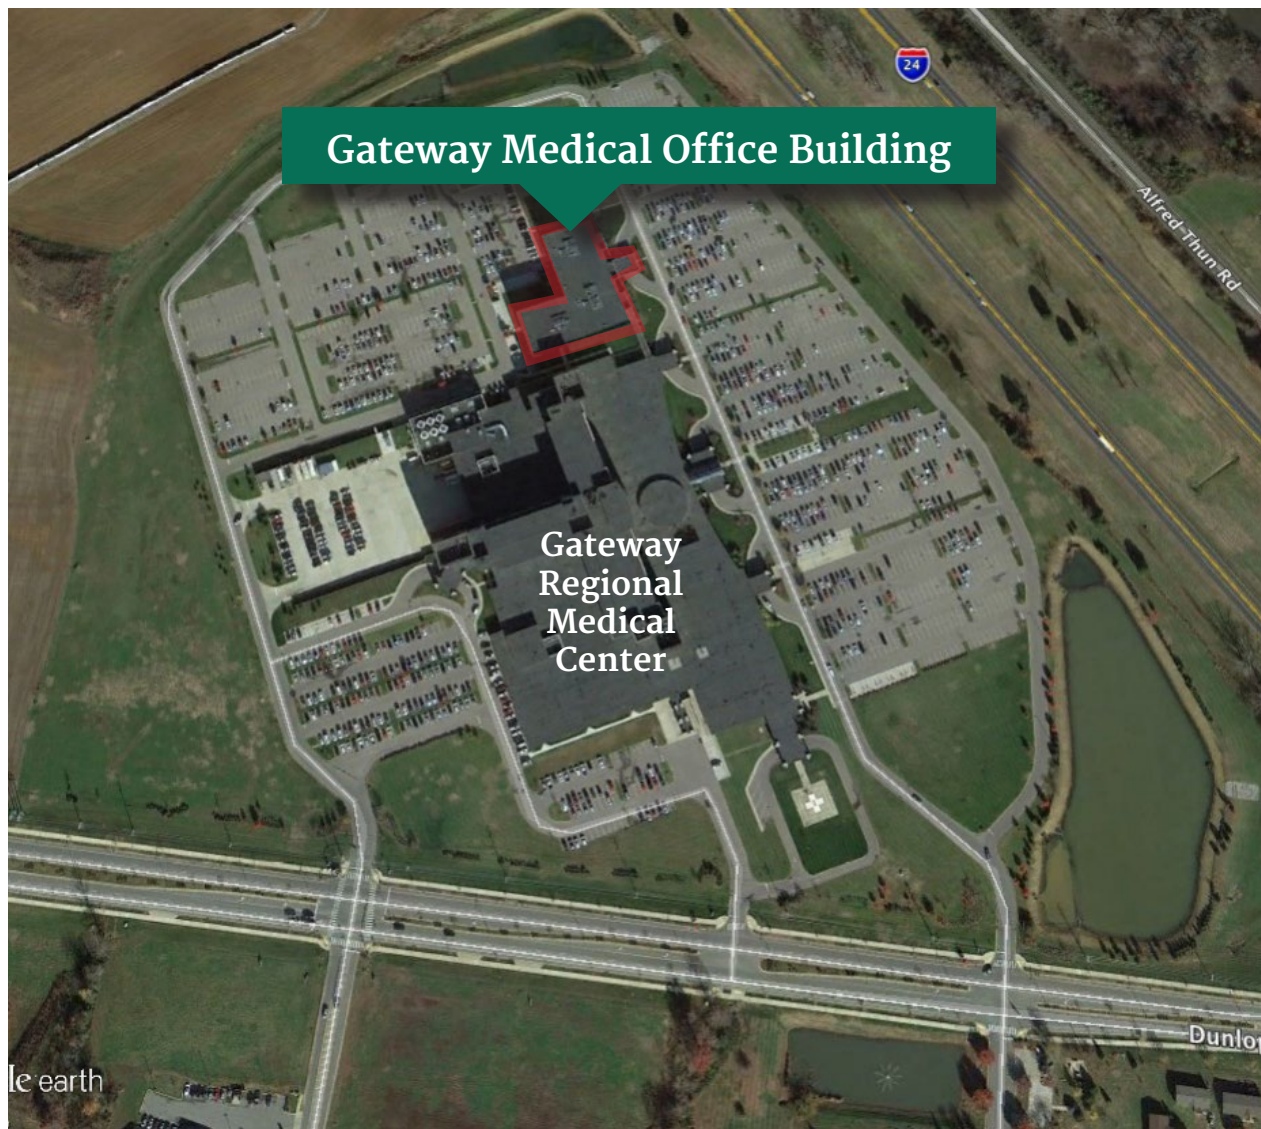 24
Gateway Medical Office Building
Alfred Thun Rd
Gateway
Regional
Medical
Center
Dunlo
le earth